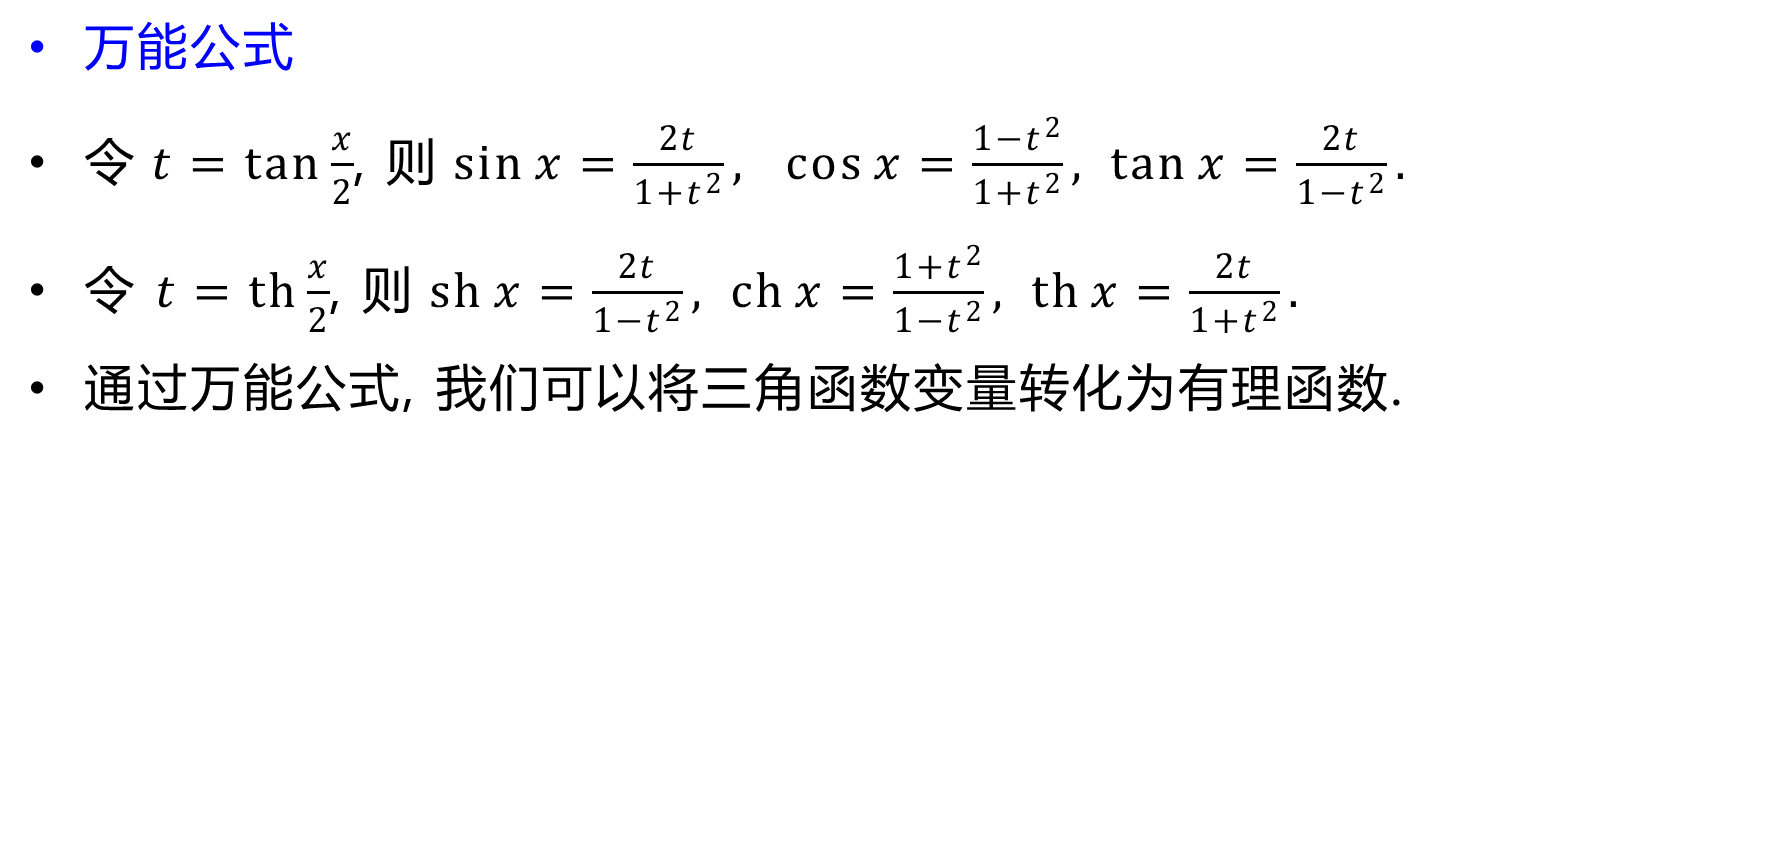 • 万能公式
• 令 t = tan x/2, 则 sin x = 2t/(1+t²), cos x = (1−t²)/(1+t²), tan x = 2t/(1−t²).
• 令 t = th x/2, 则 sh x = 2t/(1−t²), ch x = (1+t²)/(1−t²), th x = 2t/(1+t²).
• 通过万能公式, 我们可以将三角函数变量转化为有理函数.